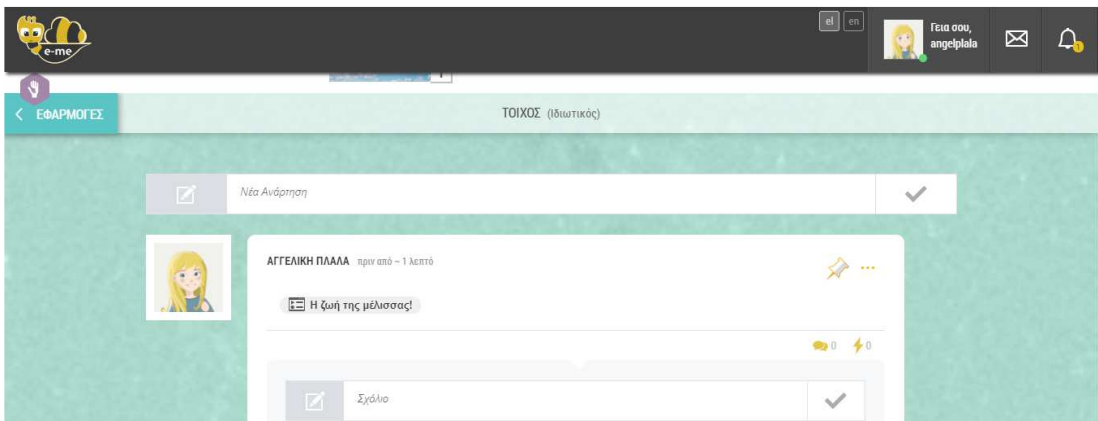 e-me
el en
Γεια σου,
angelplala
1
ΕΦΑΡΜΟΓΕΣ
ΤΟΙΧΟΣ (Ιδιωτικός)
Νέα Ανάρτηση
ΑΓΓΕΛΙΚΗ ΠΛΑΛΑ πριν από ~ 1 λεπτό
Η ζωή της μέλισσας!
0 0
Σχόλιο